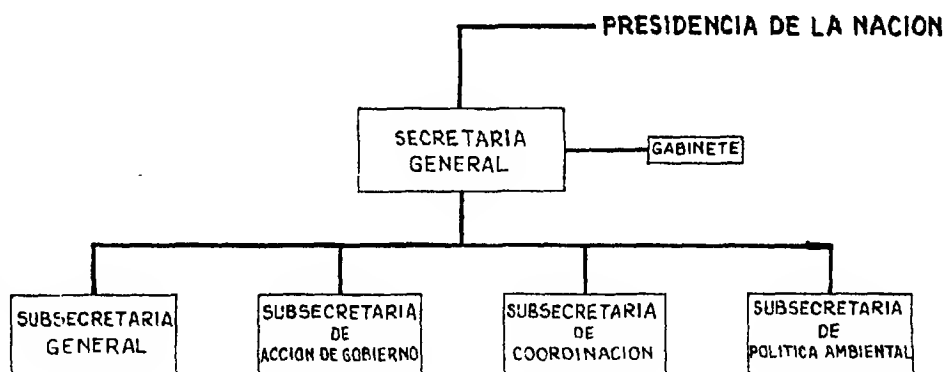 PRESIDENCIA DE LA NACION
SECRETARIA
GENERAL
GABINETE
SUBSECRETARIA
GENERAL
SUBSECRETARIA
DE
ACCION DE GOBIERNO
SUBSECRETARIA
DE
COORDINACION
SUBSECRETARIA
DE
POLITICA AMBIENTAL